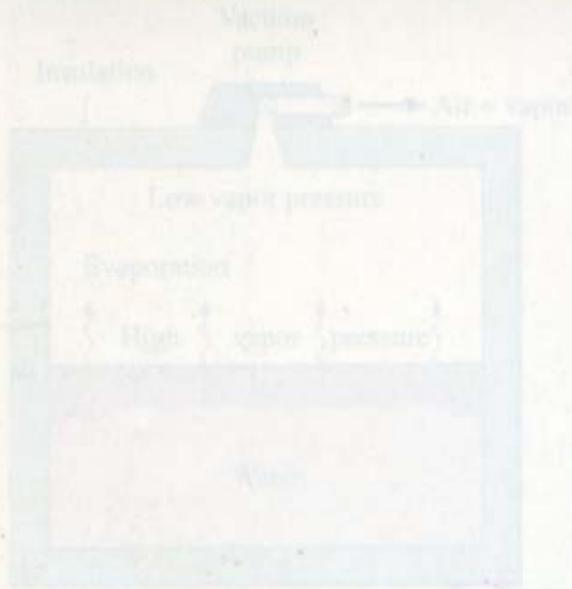 Vacuum
pump
Insulation
Air + vapor
Low vapor pressure
Evaporation
High vapor pressure
Water